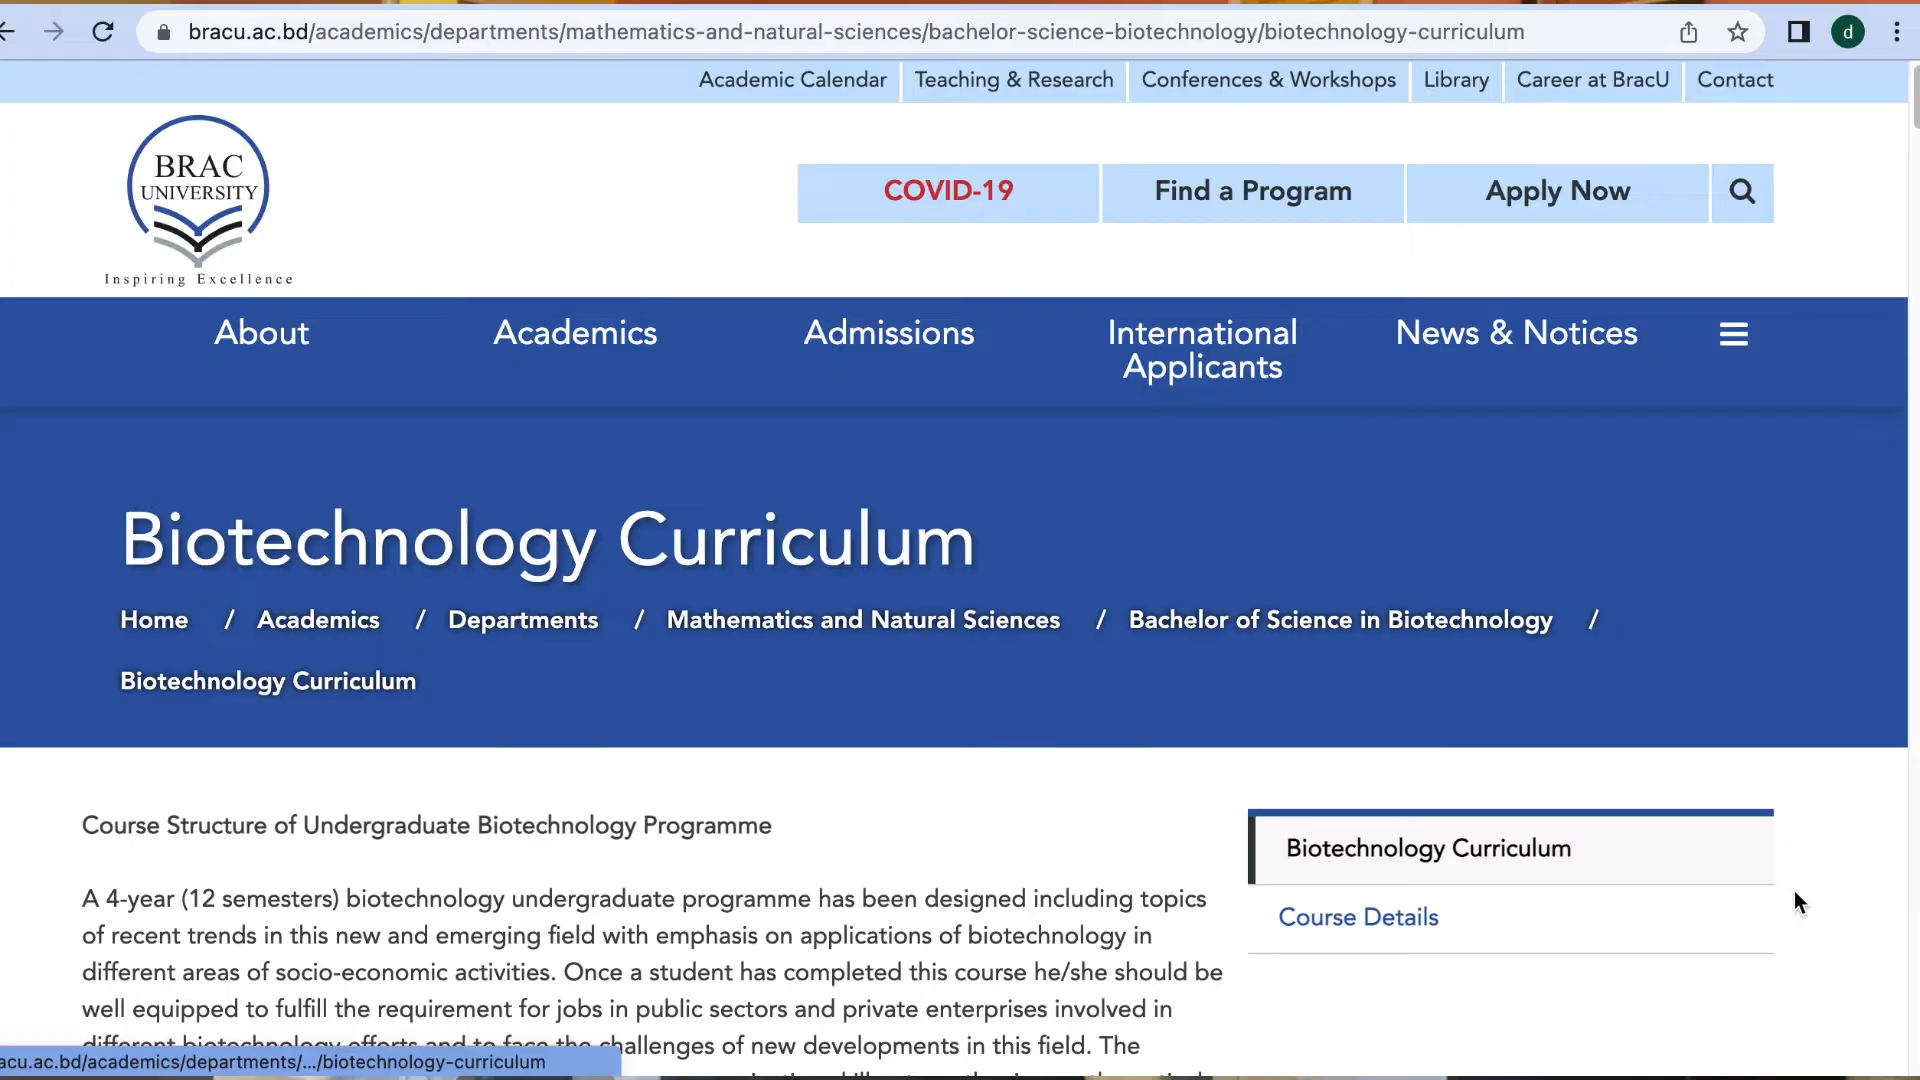 bracu.ac.bd/academics/departments/mathematics-and-natural-sciences/bachelor-science-biotechnology/biotechnology-curriculum
d
Academic Calendar
Teaching & Research
Conferences & Workshops
Library
Career at BracU
Contact
BRAC
UNIVERSITY
Inspiring Excellence
COVID-19
Find a Program
Apply Now
About
Academics
Admissions
International
Applicants
News & Notices
Biotechnology Curriculum
Home / Academics / Departments / Mathematics and Natural Sciences / Bachelor of Science in Biotechnology /
Biotechnology Curriculum
Course Structure of Undergraduate Biotechnology Programme
A 4-year (12 semesters) biotechnology undergraduate programme has been designed including topics
of recent trends in this new and emerging field with emphasis on applications of biotechnology in
different areas of socio-economic activities. Once a student has completed this course he/she should be
well equipped to fulfill the requirement for jobs in public sectors and private enterprises involved in
different biotechnology efforts and to face the challenges of new developments in this field. The
Biotechnology Curriculum
Course Details
acu.ac.bd/academics/departments/.../biotechnology-curriculum